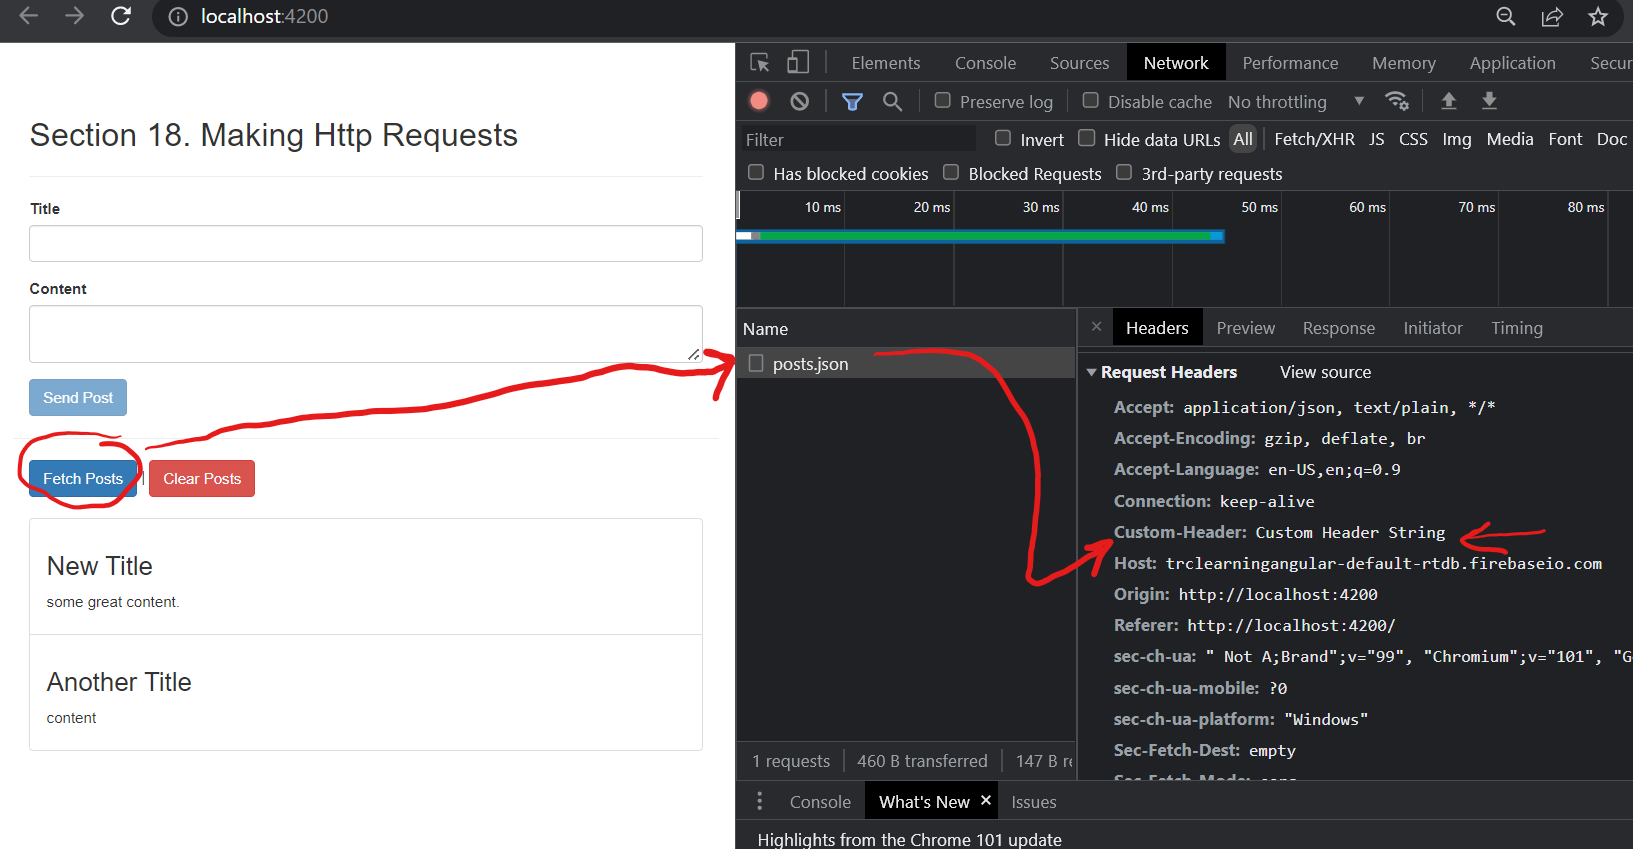 localhost:4200
Section 18. Making Http Requests
Title
Content
Send Post
Fetch Posts
Clear Posts
New Title
some great content.
Another Title
content
Elements Console Sources Network Performance Memory Application Secur
Preserve log Disable cache No throttling
Filter Invert Hide data URLs All Fetch/XHR JS CSS Img Media Font Doc
Has blocked cookies Blocked Requests 3rd-party requests
10 ms 20 ms 30 ms 40 ms 50 ms 60 ms 70 ms 80 ms
Name
posts.json
1 requests 460 B transferred 147 B re
Headers Preview Response Initiator Timing
Request Headers View source
Accept: application/json, text/plain, */*
Accept-Encoding: gzip, deflate, br
Accept-Language: en-US,en;q=0.9
Connection: keep-alive
Custom-Header: Custom Header String
Host: trclearningangular-default-rtdb.firebaseio.com
Origin: http://localhost:4200
Referer: http://localhost:4200/
sec-ch-ua: " Not A;Brand";v="99", "Chromium";v="101", "G
sec-ch-ua-mobile: ?0
sec-ch-ua-platform: "Windows"
Sec-Fetch-Dest: empty
Console What's New Issues
Highlights from the Chrome 101 update